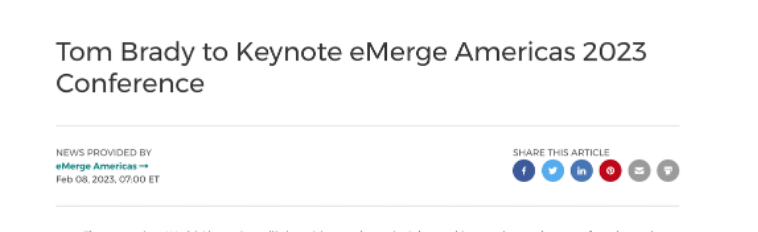 Tom Brady to Keynote eMerge Americas 2023
Conference
NEWS PROVIDED BY
eMerge Americas →
Feb 08, 2023, 07:00 ET
SHARE THIS ARTICLE